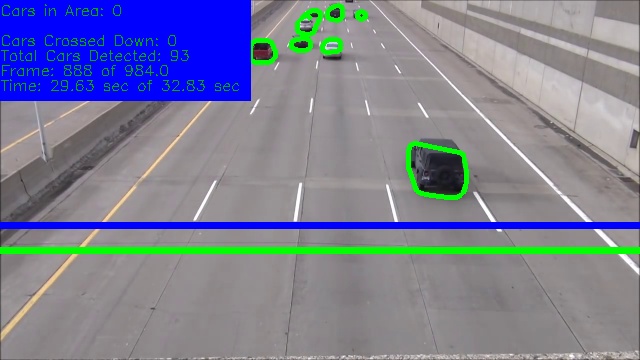 Cars in Area: 0
Cars Crossed Down: 0
Total Cars Detected: 93
Frame: 888 of 984.0
Time: 29.63 sec of 32.83 sec